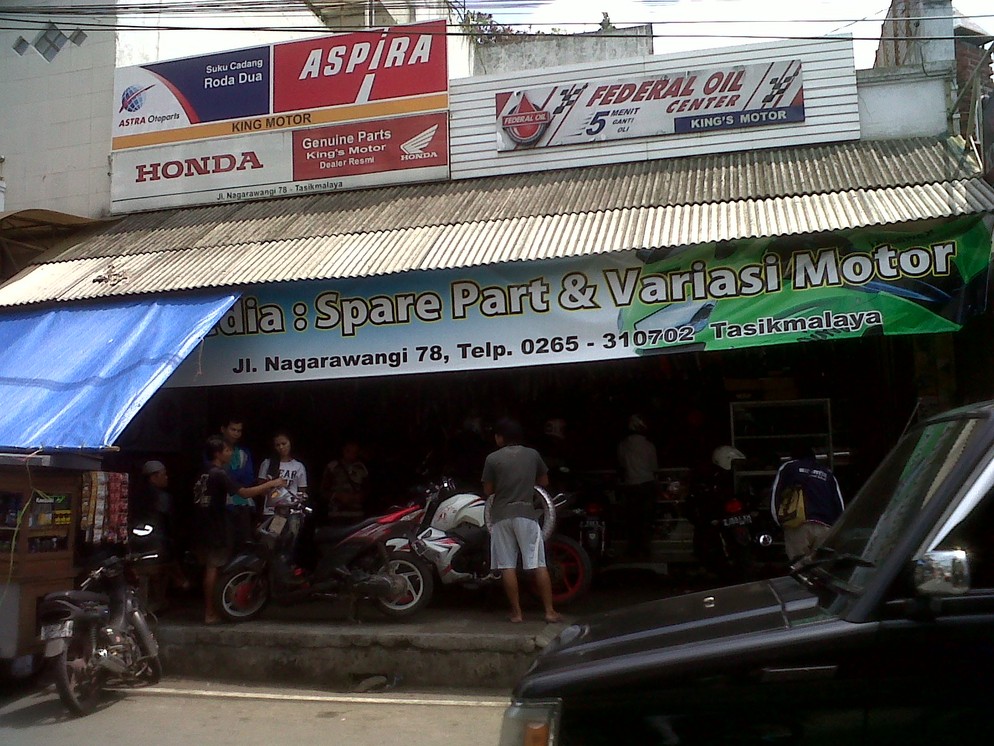 Suku Cadang
Roda Dua
ASTRA Otoparts
ASPIRA
KING MOTOR
HONDA
Genuine Parts
King's Motor
Dealer Resmi
HONDA
Jl. Nagarawangi 78 - Tasikmalaya
FEDERAL OIL
FEDERAL OIL
CENTER
5 MENIT
GANTI
OLI
KING'S MOTOR
dia : Spare Part & Variasi Motor
Jl. Nagarawangi 78, Telp. 0265 - 310702 Tasikmalaya